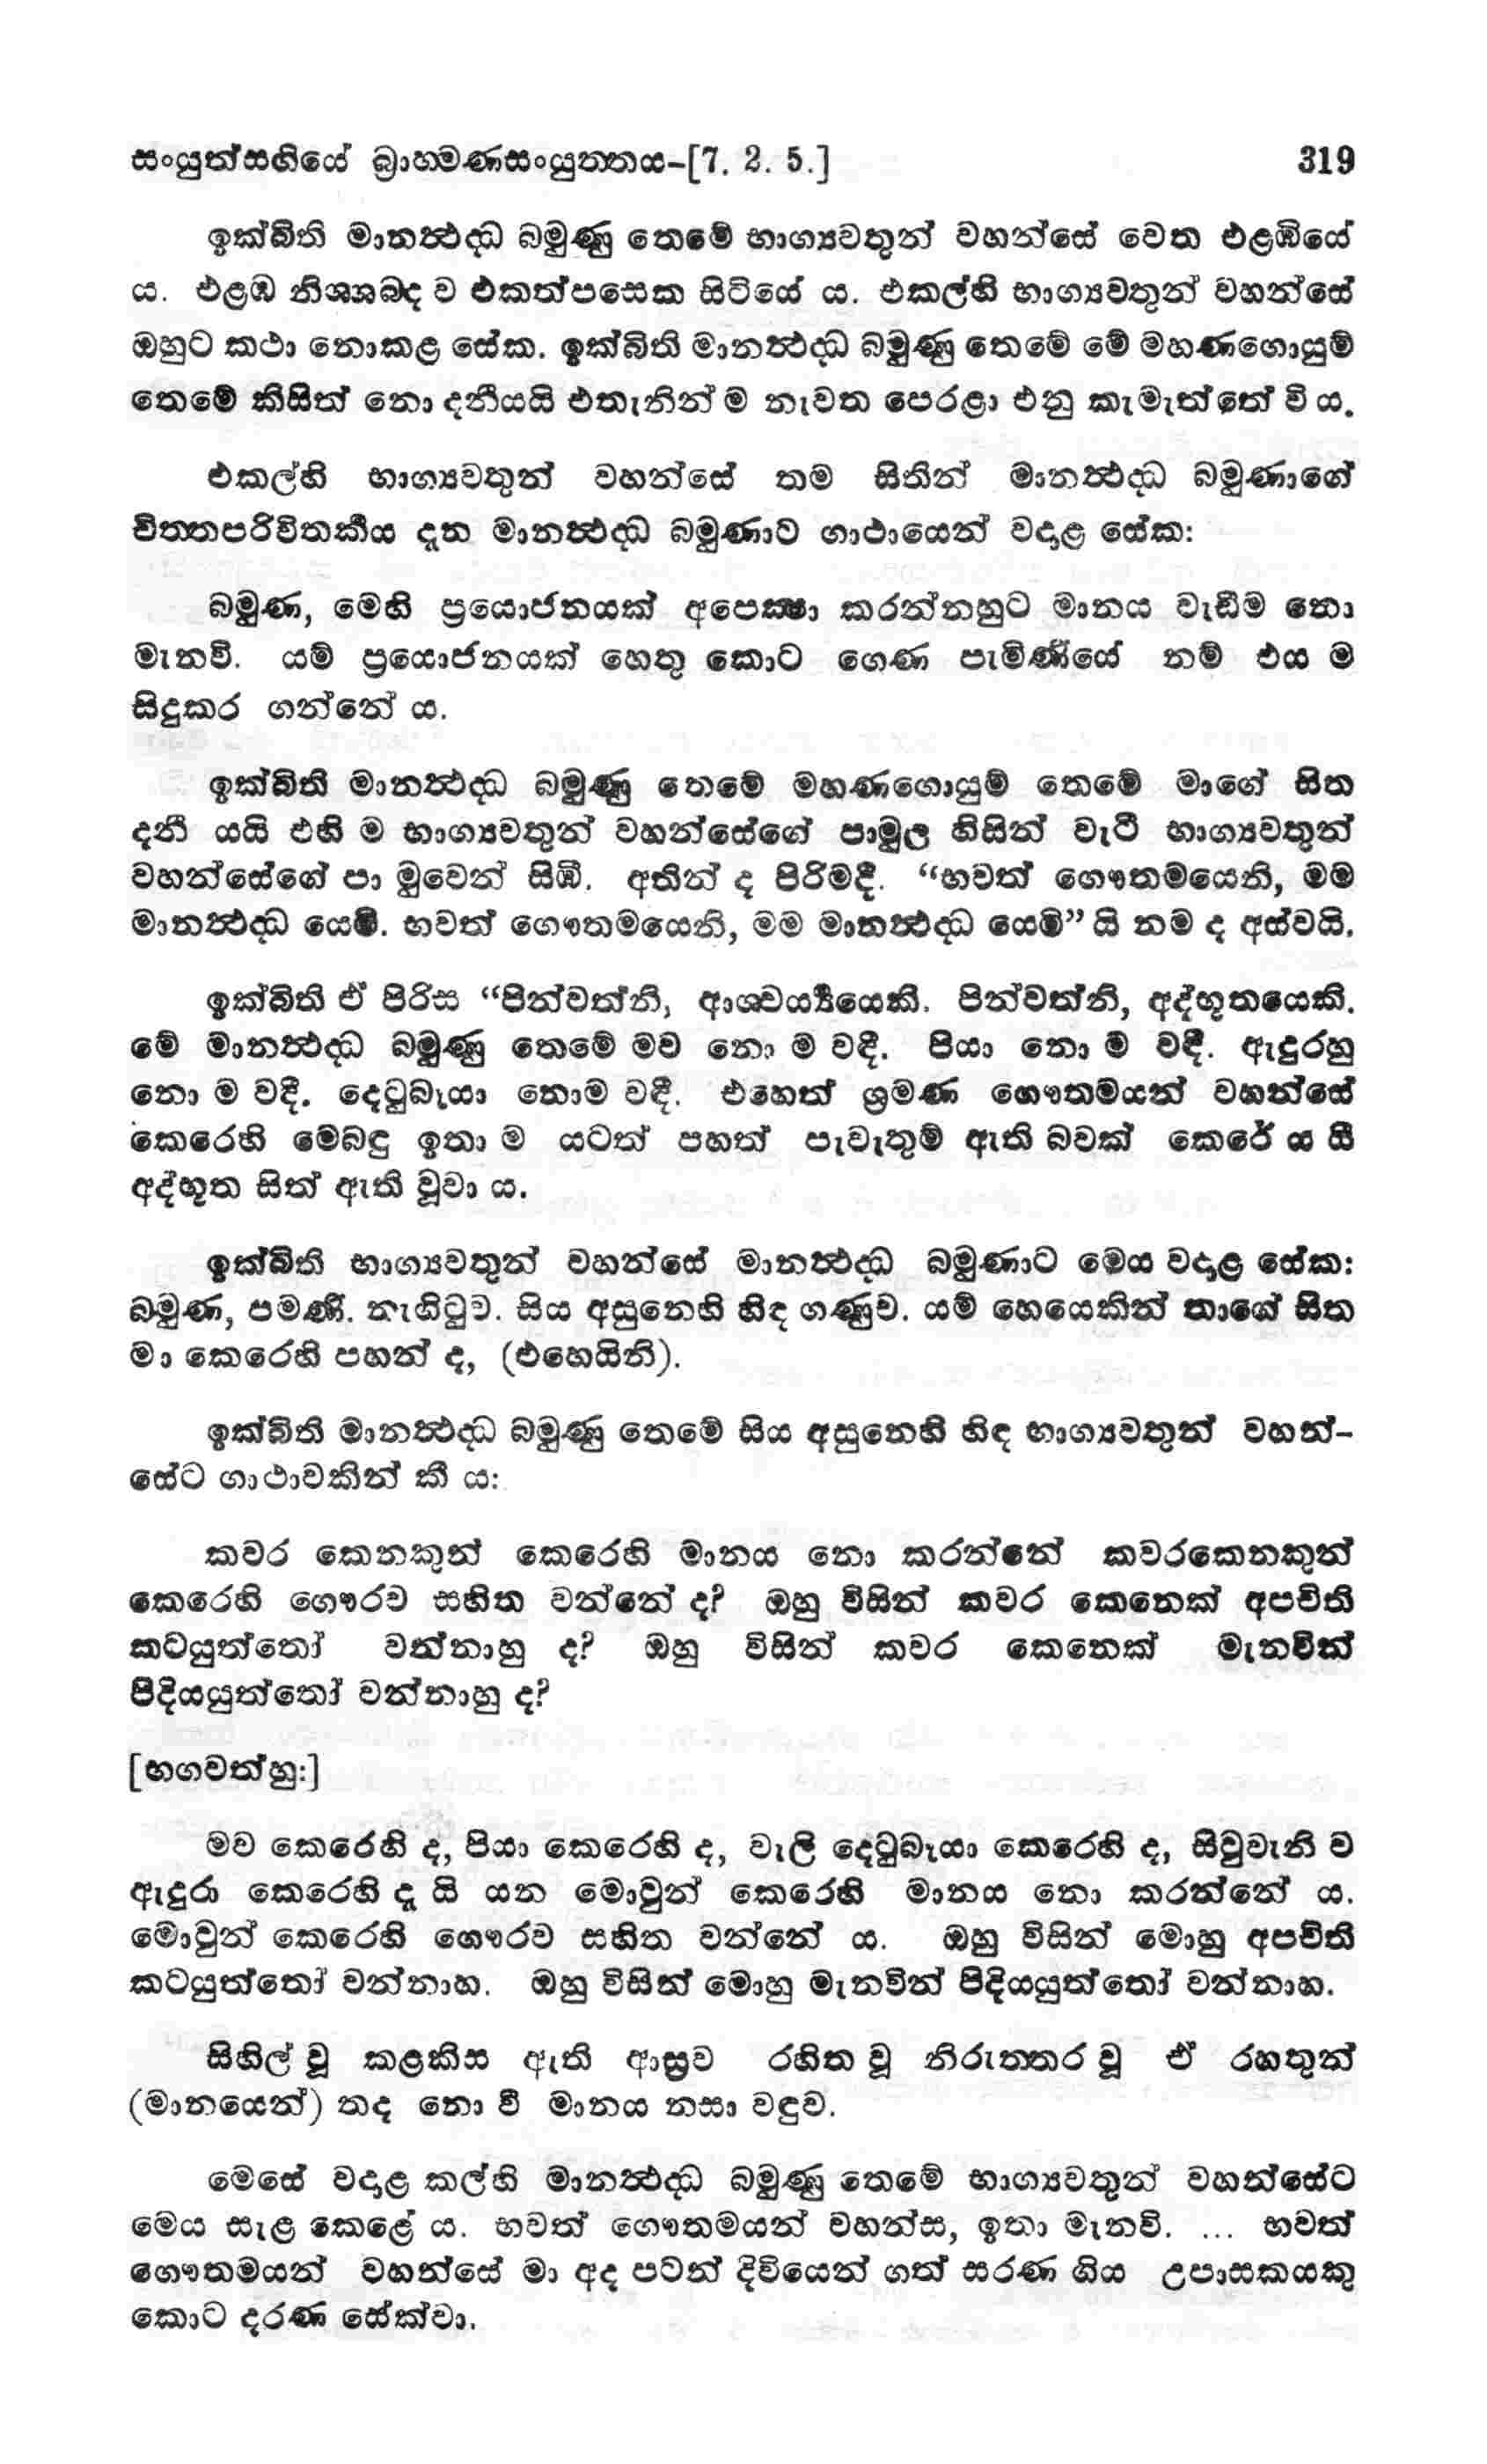 සංයුත්සඟියේ බ්‍රාහමණසංයුත්තය-[7. 2. 5.] 319
ඉක්බිති මානත්‍ථද්‍ධ බමුණු තෙමේ භාග්‍යවතුන් වහන්සේ වෙත එළඹියේ
ය. එළඹ නිශ‍ශබ්ද ව එකත්පසෙක සිටියේ ය. එකල්හි භාග්‍යවතුන් වහන්සේ
ඔහුට කථා නොකළ සේක. ඉක්බිති මානත්‍ථද්‍ධ බමුණු තෙමේ මේ මහණගොයුම්
තෙමේ කිසිත් නො දනීයයි එතැනින් ම නැවත පෙරළා එනු කැමැත්තේ වි ය.
එකල්හි භාග්‍යවතුන් වහන්සේ තම සිතින් මානත්‍ථද්‍ධ බමුණාගේ
චිත්තපරිවිතර්‍කය දැන මානත්‍ථද්‍ධ බමුණාට ගාථායෙන් වදාළ සේක:
බමුණ, මෙහි ප්‍රයොජනයක් අපෙක්‍ෂා කරන්නහුට මානය වැඩීම නො
මැනවි. යම් ප්‍රයොජනයක් හෙතු කොට ගෙණ පැමිණියේ නම් එය ම
සිදුකර ගන්නේ ය.
ඉක්බිති මානත්‍ථද්‍ධ බමුණු තෙමේ මහණගොයුම් තෙමේ මාගේ සිත
දනී යයි එහි ම භාග්‍යවතුන් වහන්සේගේ පාමුල හිසින් වැටී භාග්‍යවතුන්
වහන්සේගේ පා මුවෙන් සිඹී. අතින් ද පිරිමදී. “භවත් ගෞතමයෙනි, මම
මානත්‍ථද්‍ධ යෙමි. භවත් ගෞතමයෙනි, මම මානත්‍ථද්‍ධ යෙමි” යි නම ද අස්වයි.
ඉක්බිති ඒ පිරිස “පින්වත්නි, ආශ්‍චර්‍ය්‍යයෙකි. පින්වත්නි, අද්භූතයෙකි.
මේ මානත්‍ථද්‍ධ බමුණු තෙමේ මව නො ම වඳී. පියා නො ම වඳී. ඇදුරහු
නො ම වඳී. දෙටුබෑයා නොම වඳී. එහෙත් ශ්‍රමණ ගෞතමයන් වහන්සේ
කෙරෙහි මෙබඳු ඉතා ම යටත් පහත් පැවැතුම් ඇති බවක් කෙරේ ය යී
අද්භූත සිත් ඇති වූවා ය.
ඉක්බිති භාග්‍යවතුන් වහන්සේ මානත්‍ථද්‍ධ බමුණාට මෙය වදාළ සේක:
බමුණ, පමණි. නැගිටුව. සිය අසුනෙහි හිඳ ගණුව. යම් හෙයෙකින් තාගේ සිත
මා කෙරෙහි පහන් ද, (එහෙයිනි).
ඉක්බිති මානත්‍ථද්‍ධ බමුණු තෙමේ සිය අසුනෙහි හිඳ භාග්‍යවතුන් වහන්-
සේට ගාථාවකින් කී ය:
කවර කෙනකුන් කෙරෙහි මානය නො කරන්නේ කවරකෙනකුන්
කෙරෙහි ගෞරව සහිත වන්නේ ද? ඔහු විසින් කවර කෙනෙක් අපචිති
කටයුත්තෝ වන්නාහු ද? ඔහු විසින් කවර කෙනෙක් මැනවින්
පිදියයුත්තෝ වන්නාහු ද?
[භගවත්හු:]
මව කෙරෙහි ද, පියා කෙරෙහි ද, වැලි දෙටුබෑයා කෙරෙහි ද, සිවුවැනි ව
ඇදුරා කෙරෙහි දැ යි යන මොවුන් කෙරෙහි මානය නො කරන්නේ ය.
මොවුන් කෙරෙහි ගෞරව සහිත වන්නේ ය. ඔහු විසින් මොහු අපචිති
කටයුත්තෝ වන්නාහ. ඔහු විසින් මොහු මැනවින් පිදියයුත්තෝ වන්නාහ.
සිහිල් වූ කළකිස ඇති ආස්‍රව රහිත වූ නිරුත්තර වූ ඒ රහතුන්
(මානයෙන්) තද නො වී මානය නසා වඳුව.
මෙසේ වදාළ කල්හි මානත්‍ථද්‍ධ බමුණු තෙමේ භාග්‍යවතුන් වහන්සේට
මෙය සැළ කෙළේ ය. භවත් ගෞතමයන් වහන්ස, ඉතා මැනවි. ... භවත්
ගෞතමයන් වහන්සේ මා අද පටන් දිවියෙන් ගත් සරණ ගිය උපාසකයකු
කොට දරණ සේක්වා.